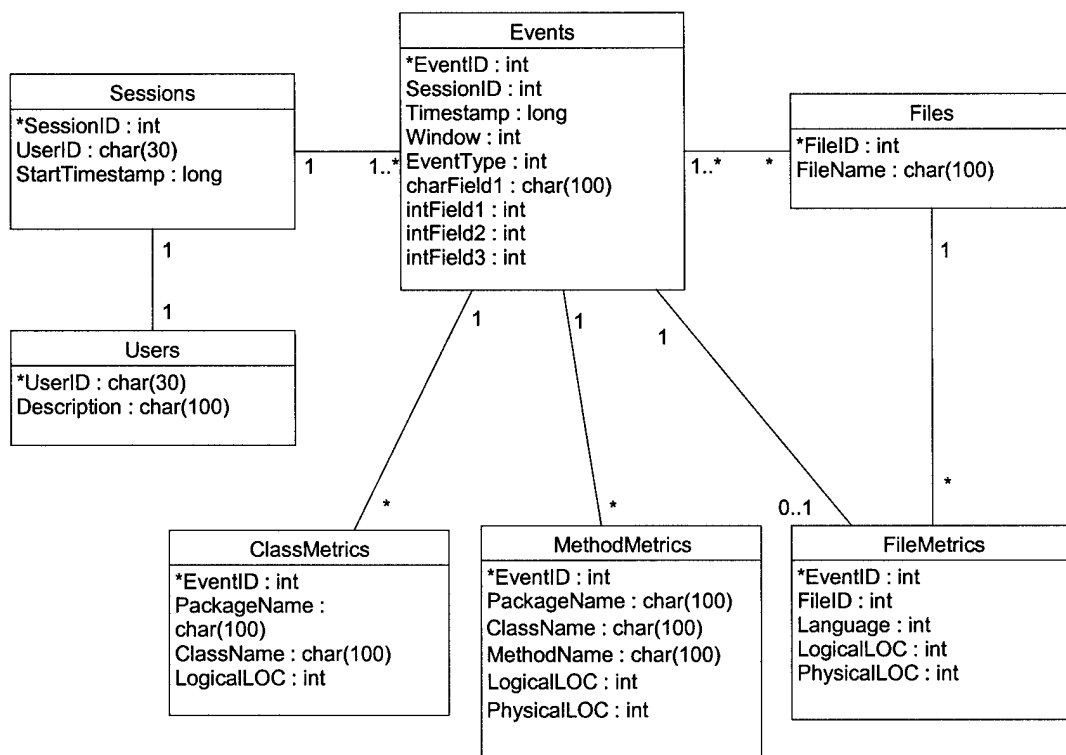 Events
*EventID : int
SessionID : int
Timestamp : long
Window : int
EventType : int
charField1 : char(100)
intField1 : int
intField2 : int
intField3 : int
Sessions
*SessionID : int
UserID : char(30)
StartTimestamp : long
Files
*FileID : int
FileName : char(100)
1
1..*
1..*
*
1
1
Users
*UserID : char(30)
Description : char(100)
1
1
1
1
*
*
0..1
*
ClassMetrics
*EventID : int
PackageName :
char(100)
ClassName : char(100)
LogicalLOC : int
MethodMetrics
*EventID : int
PackageName : char(100)
ClassName : char(100)
MethodName : char(100)
LogicalLOC : int
PhysicalLOC : int
FileMetrics
*EventID : int
FileID : int
Language : int
LogicalLOC : int
PhysicalLOC : int